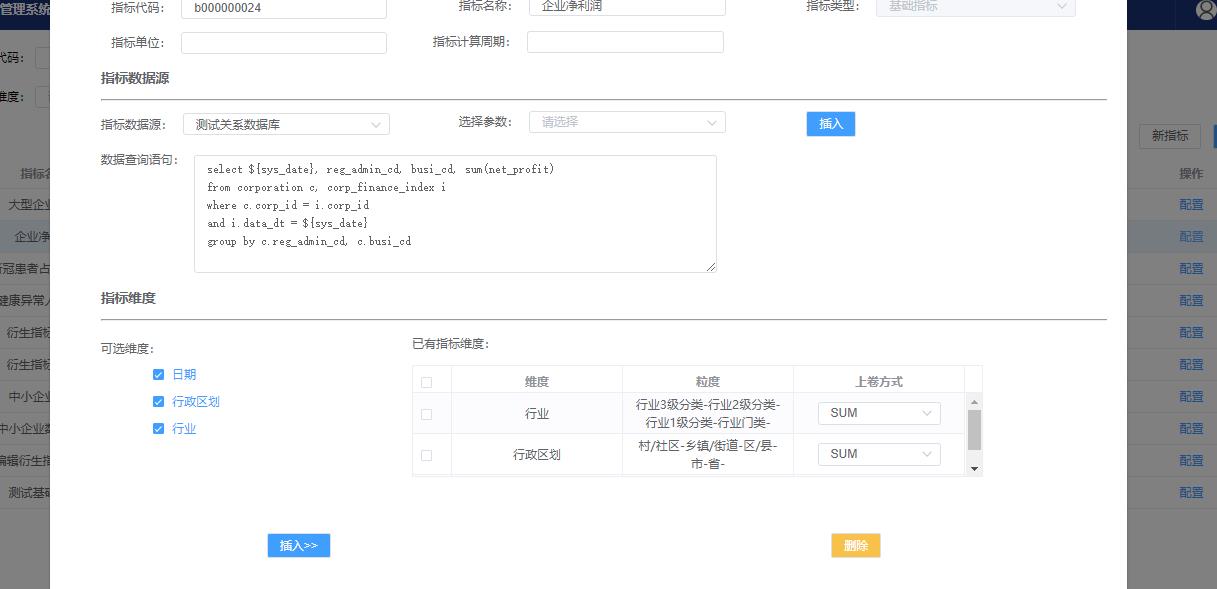 管理系统
指标代码: b000000024 指标名称: 企业净利润 指标类型: 基础指标
代码:
指标单位: 指标计算周期:
指标数据源
维度:
指标数据源: 测试关系数据库 选择参数: 请选择 插入
新指标
数据查询语句: select ${sys_date}, reg_admin_cd, busi_cd, sum(net_profit)
from corporation c, corp_finance_index i
where c.corp_id = i.corp_id
and i.data_dt = ${sys_date}
group by c.reg_admin_cd, c.busi_cd
操作
大型企业
配置
企业净
配置
冠患者占
配置
指标维度
健康异常人
配置
衍生指标
配置
可选维度: 已有指标维度:
衍生指标
配置
日期
行政区划
行业
维度 粒度 上卷方式
行业 行业3级分类-行业2级分类-
行业1级分类-行业门类- SUM
行政区划 村/社区-乡镇/街道-区/县-
市-省- SUM
中小企业
配置
中小企业数
配置
编辑衍生指
配置
测试基础
配置
插入>> 删除